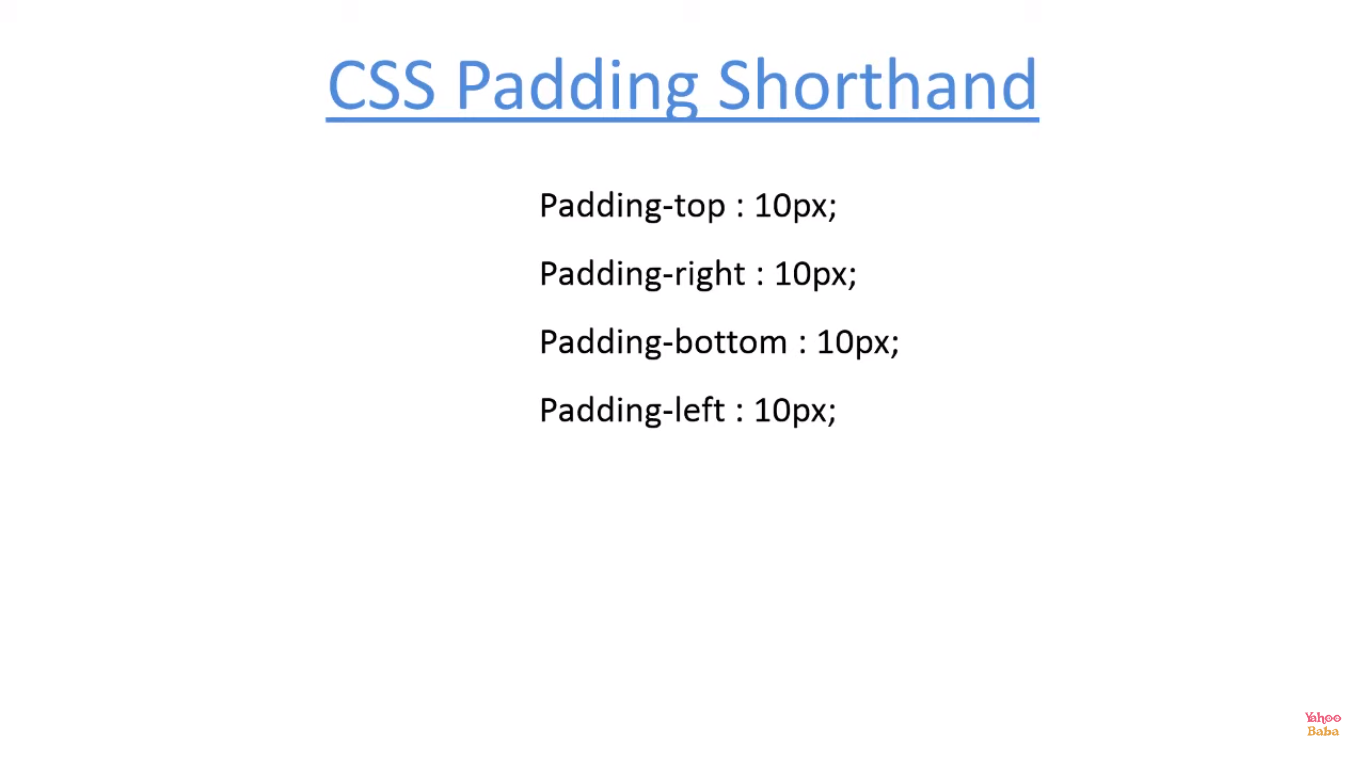 CSS Padding Shorthand
Padding-top : 10px;
Padding-right : 10px;
Padding-bottom : 10px;
Padding-left : 10px;
Yahoo
Baba